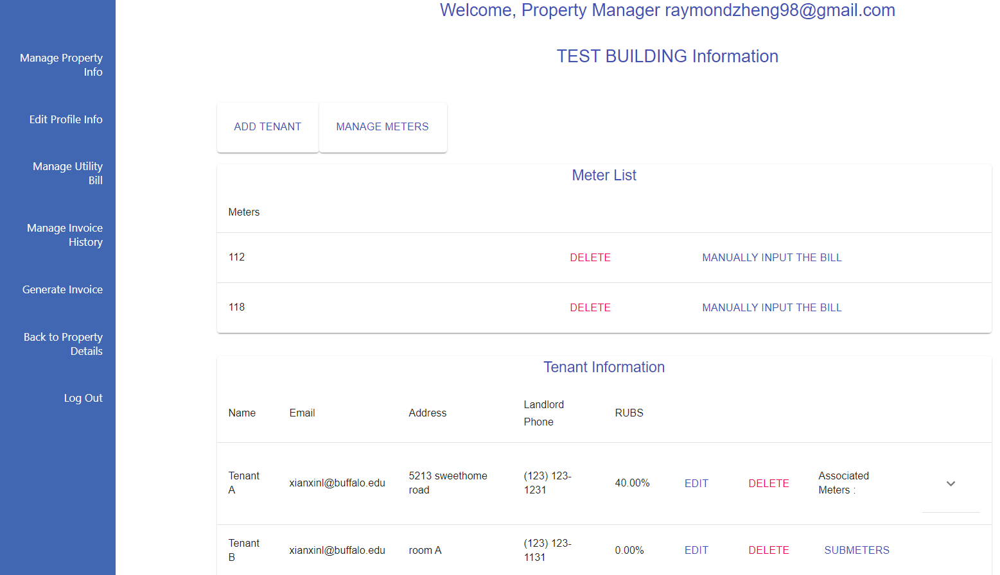 Welcome, Property Manager raymondzheng98@gmail.com
TEST BUILDING Information
Manage Property
Info
Edit Profile Info
Manage Utility
Bill
Manage Invoice
History
Generate Invoice
Back to Property
Details
Log Out
ADD TENANT MANAGE METERS
Meter List
Meters
112 DELETE MANUALLY INPUT THE BILL
118 DELETE MANUALLY INPUT THE BILL
Tenant Information
Name Email Address Landlord Phone RUBS
Tenant A xianxinl@buffalo.edu 5213 sweethome road (123) 123-1231 40.00% EDIT DELETE Associated Meters :
Tenant B xianxinl@buffalo.edu room A (123) 123-1131 0.00% EDIT DELETE SUBMETERS